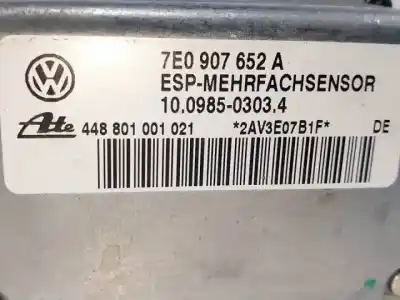 7E0 907 652 A
ESP-MEHRFACHSENSOR
10.0985-0303.4
Ate 448 801 001 021 *2AV3E07B1F* DE